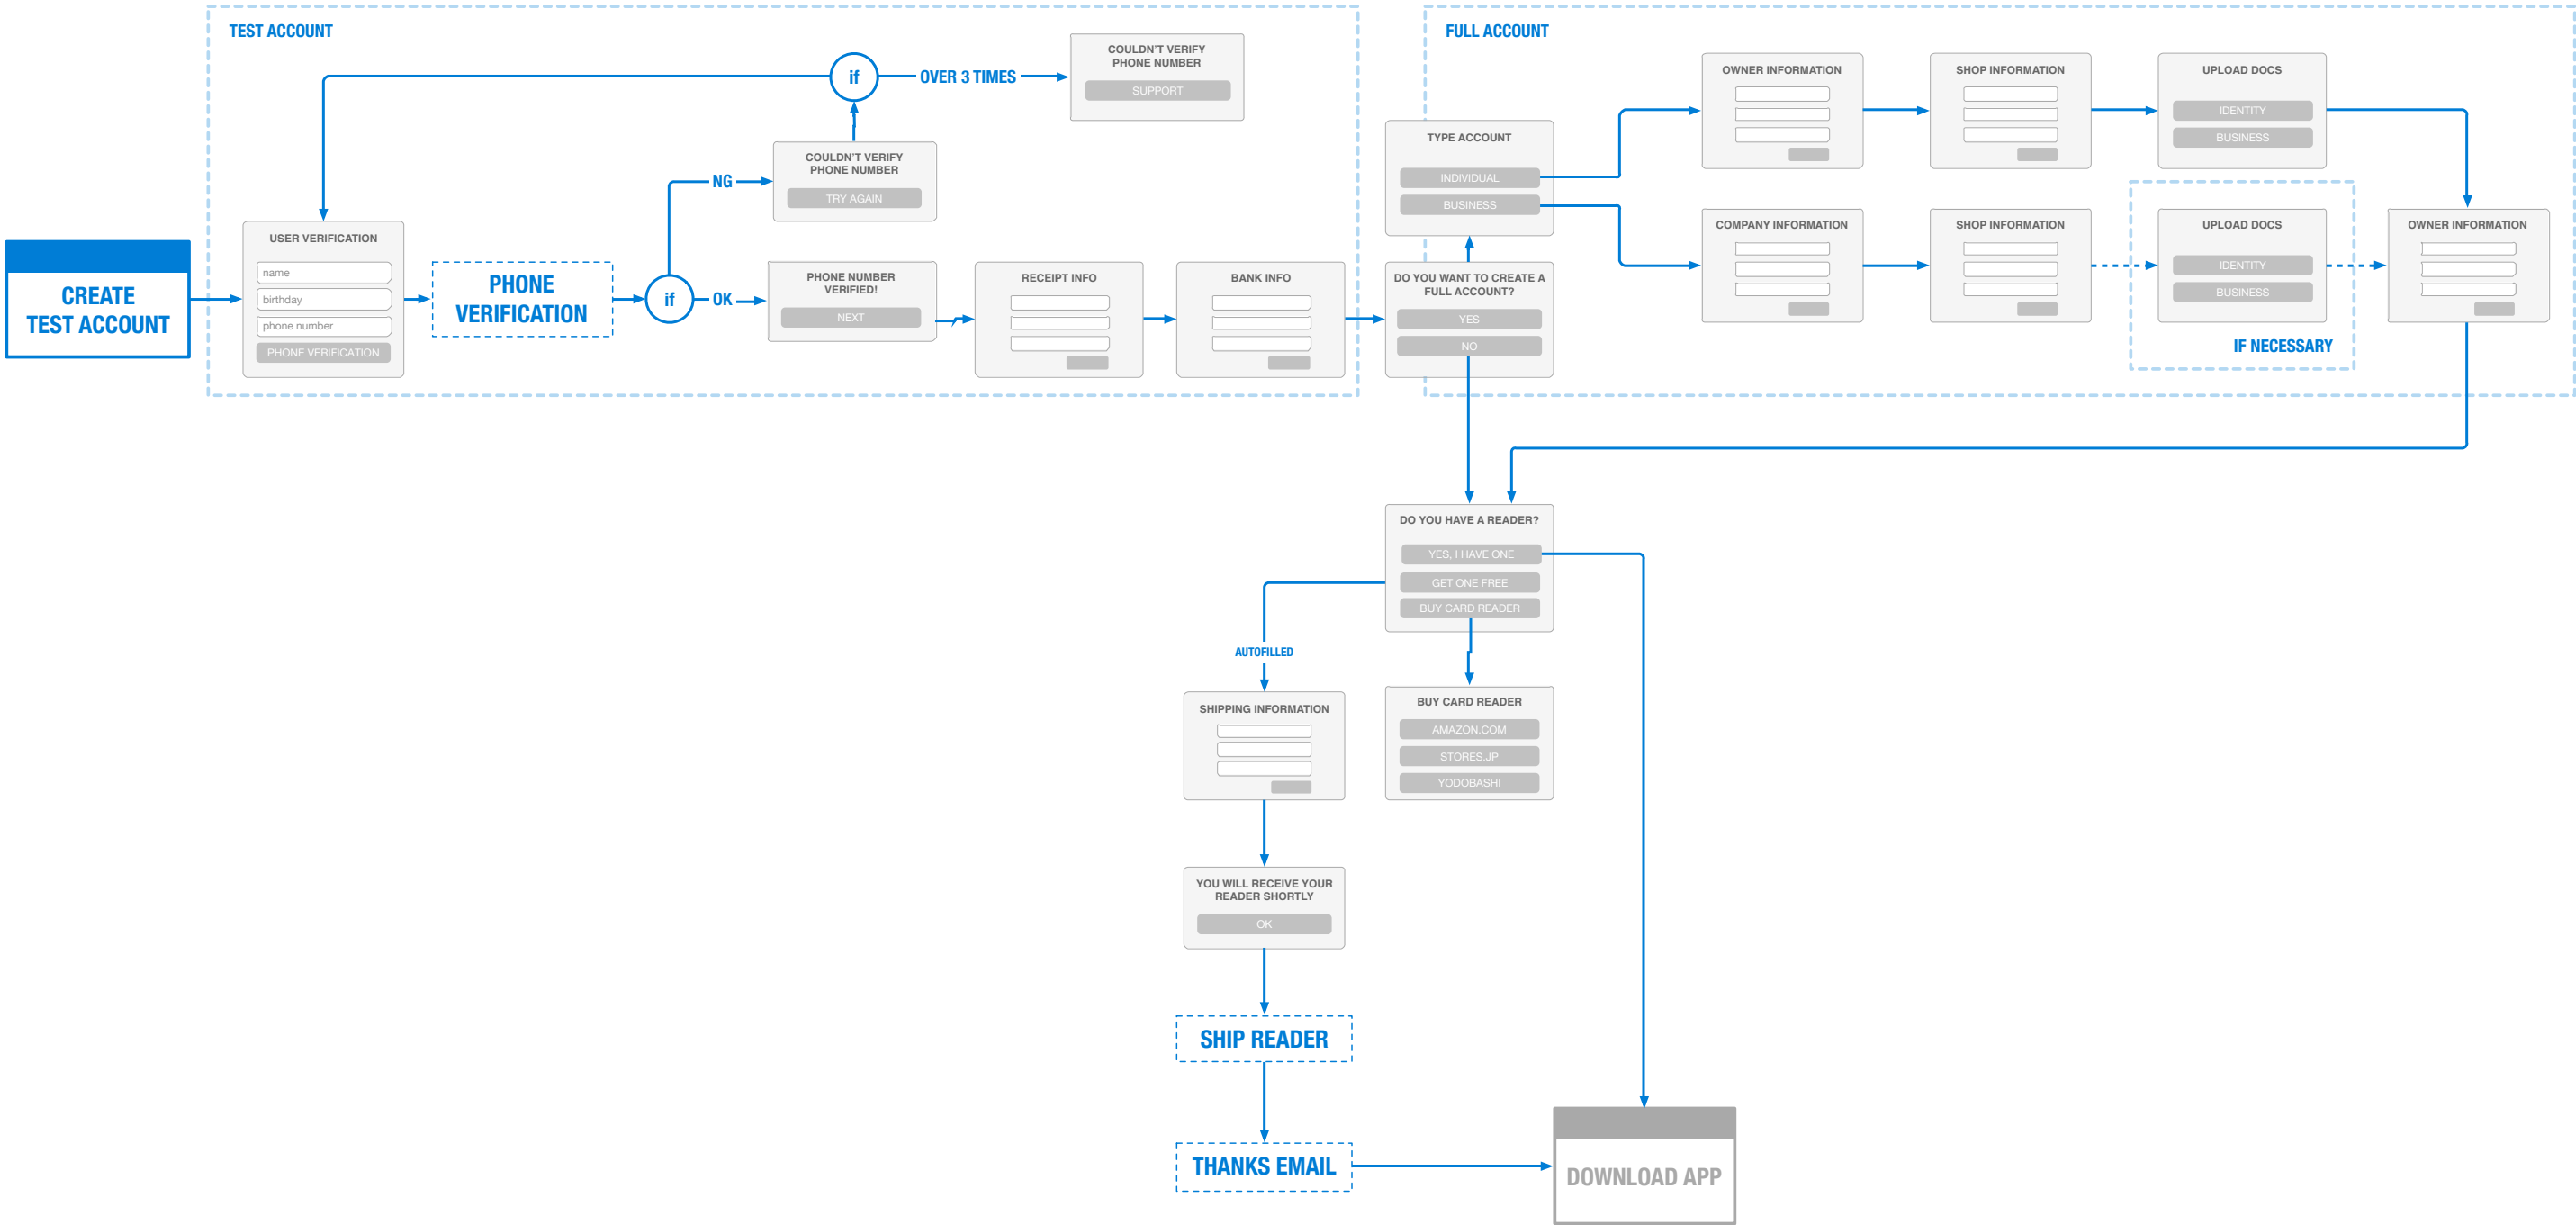 TEST ACCOUNT
FULL ACCOUNT
CREATE
TEST ACCOUNT
USER VERIFICATION
name
birthday
phone number
PHONE VERIFICATION
PHONE
VERIFICATION
if
NG
OK
COULDN'T VERIFY
PHONE NUMBER
TRY AGAIN
if
OVER 3 TIMES
COULDN'T VERIFY
PHONE NUMBER
SUPPORT
PHONE NUMBER
VERIFIED!
NEXT
RECEIPT INFO
BANK INFO
DO YOU WANT TO CREATE A
FULL ACCOUNT?
YES
NO
TYPE ACCOUNT
INDIVIDUAL
BUSINESS
OWNER INFORMATION
SHOP INFORMATION
UPLOAD DOCS
IDENTITY
BUSINESS
COMPANY INFORMATION
SHOP INFORMATION
UPLOAD DOCS
IDENTITY
BUSINESS
IF NECESSARY
OWNER INFORMATION
DO YOU HAVE A READER?
YES, I HAVE ONE
GET ONE FREE
BUY CARD READER
AUTOFILLED
SHIPPING INFORMATION
BUY CARD READER
AMAZON.COM
STORES.JP
YODOBASHI
YOU WILL RECEIVE YOUR
READER SHORTLY
OK
SHIP READER
THANKS EMAIL
DOWNLOAD APP